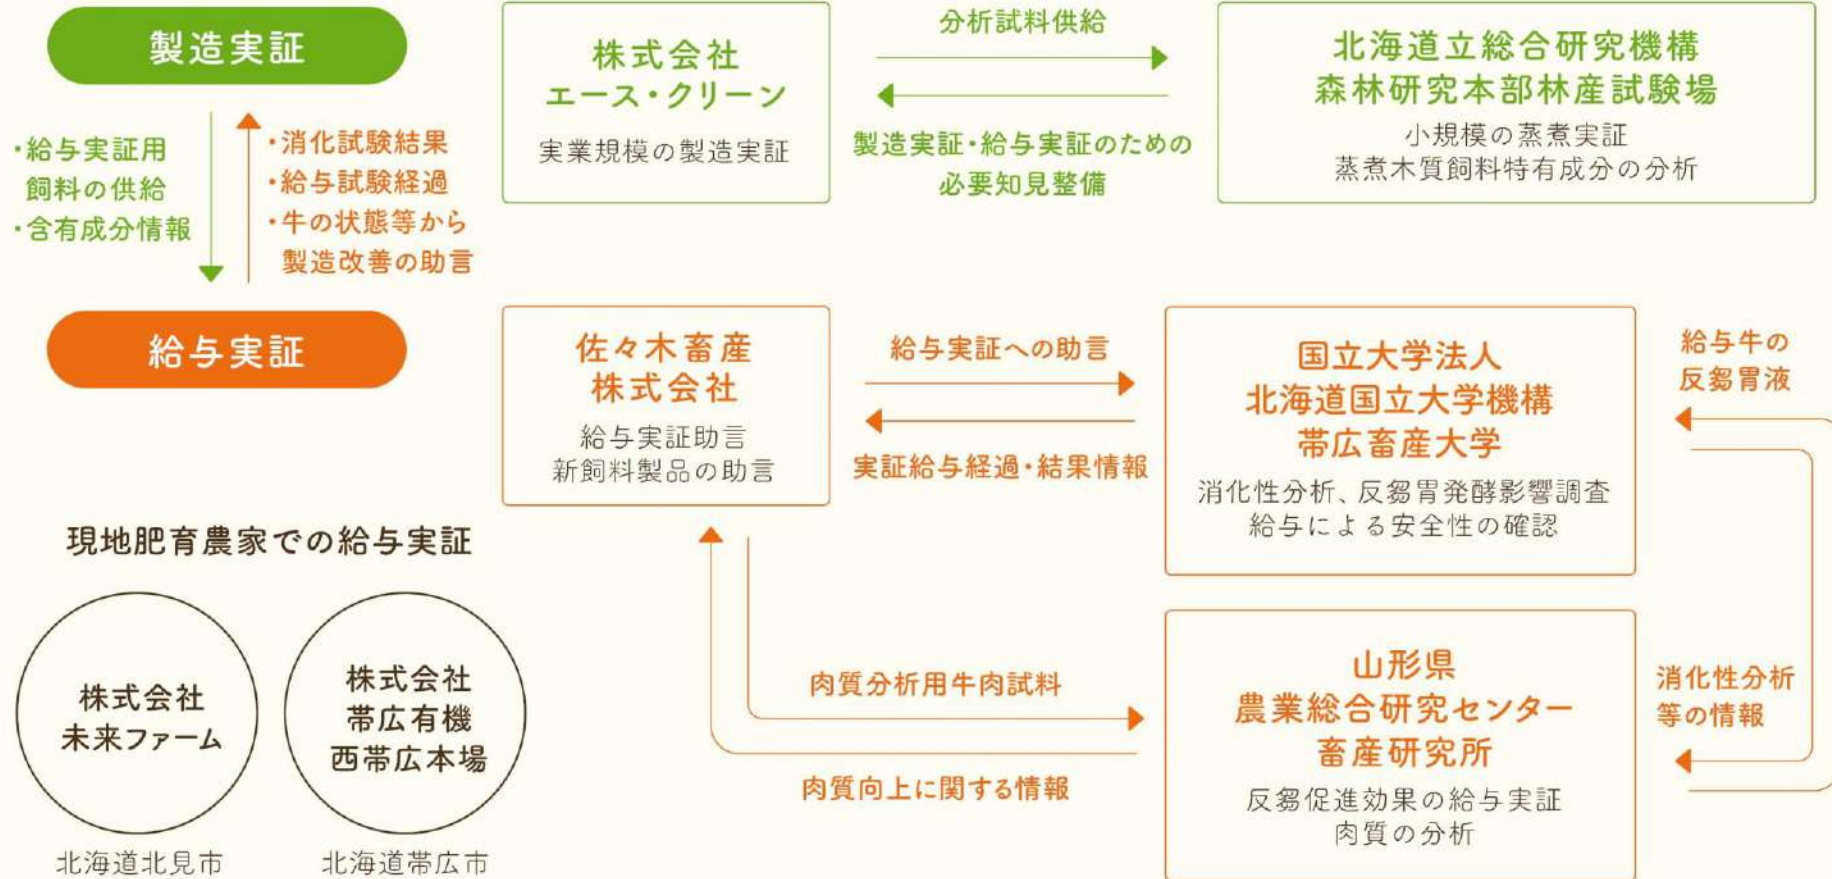 製造実証
・給与実証用
飼料の供給
・含有成分情報
・消化試験結果
・給与試験経過
・牛の状態等から
製造改善の助言
株式会社
エース・クリーン
実業規模の製造実証
分析試料供給
製造実証・給与実証のための
必要知見整備
北海道立総合研究機構
森林研究本部林産試験場
小規模の蒸煮実証
蒸煮木質飼料特有成分の分析
給与実証
佐々木畜産
株式会社
給与実証助言
新飼料製品の助言
給与実証への助言
実証給与経過・結果情報
国立大学法人
北海道国立大学機構
帯広畜産大学
消化性分析、反芻胃発酵影響調査
給与による安全性の確認
給与牛の
反芻胃液
現地肥育農家での給与実証
株式会社
未来ファーム
北海道北見市
株式会社
帯広有機
西帯広本場
北海道帯広市
肉質分析用牛肉試料
肉質向上に関する情報
山形県
農業総合研究センター
畜産研究所
反芻促進効果の給与実証
肉質の分析
消化性分析
等の情報